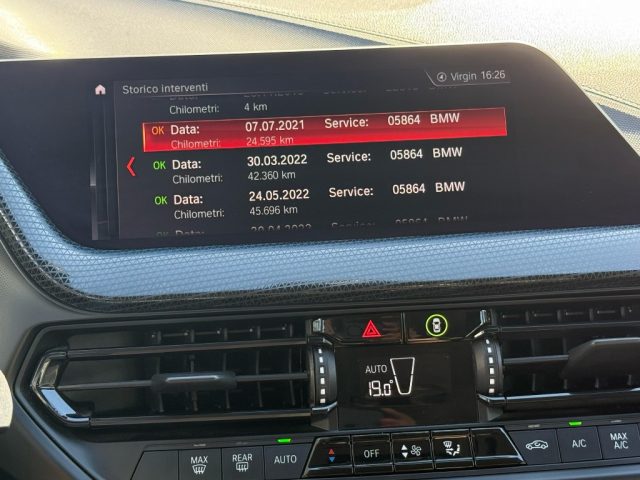 Virgin 16:26
Storico interventi
Chilometri: 4 km
OK Data: 07.07.2021 Service: 05864 BMW
Chilometri: 24.595 km
OK Data: 30.03.2022 Service: 05864 BMW
Chilometri: 42.360 km
OK Data: 24.05.2022 Service: 05864 BMW
Chilometri: 45.696 km
AUTO
19.0°
MAX
REAR
AUTO
OFF
A/C
MAX A/C